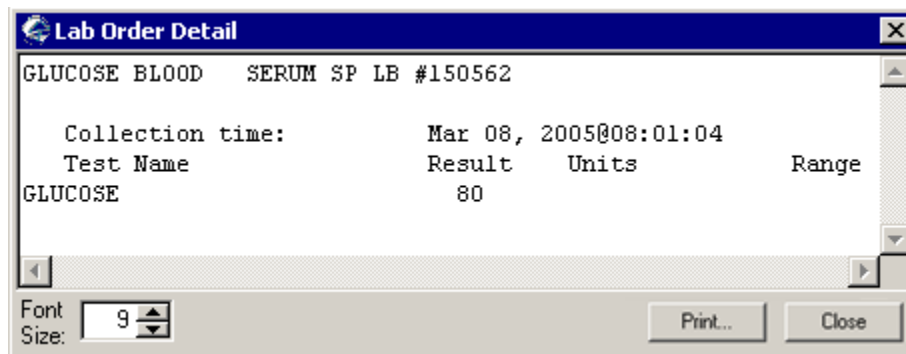 Lab Order Detail
GLUCOSE BLOOD   SERUM SP LB #150562
Collection time:   Mar 08, 2005@08:01:04
Test Name   Result   Units   Range
GLUCOSE   80
Font Size: 9   Print...   Close